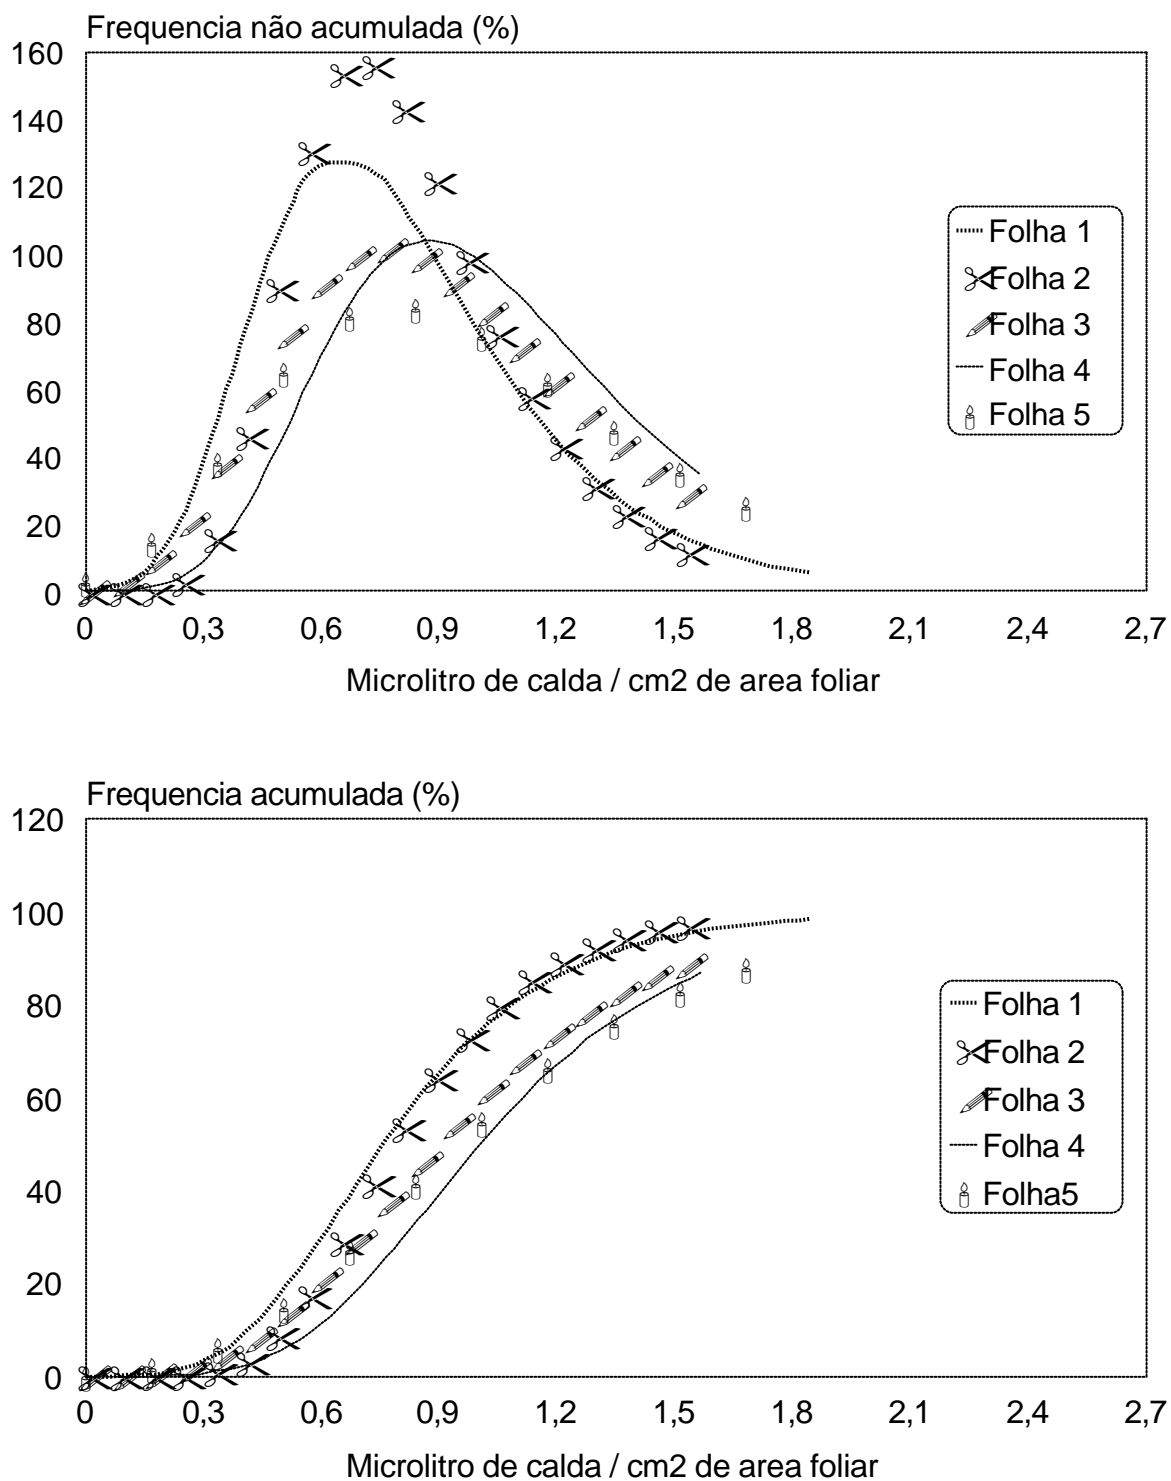 Frequencia não acumulada (%)
160
140
120
100
80
60
40
20
0
Folha 1
Folha 2
Folha 3
Folha 4
Folha 5
0 0,3 0,6 0,9 1,2 1,5 1,8 2,1 2,4 2,7
Microlitro de calda / cm2 de area foliar
Frequencia acumulada (%)
120
100
80
60
40
20
0
Folha 1
Folha 2
Folha 3
Folha 4
Folha5
0 0,3 0,6 0,9 1,2 1,5 1,8 2,1 2,4 2,7
Microlitro de calda / cm2 de area foliar